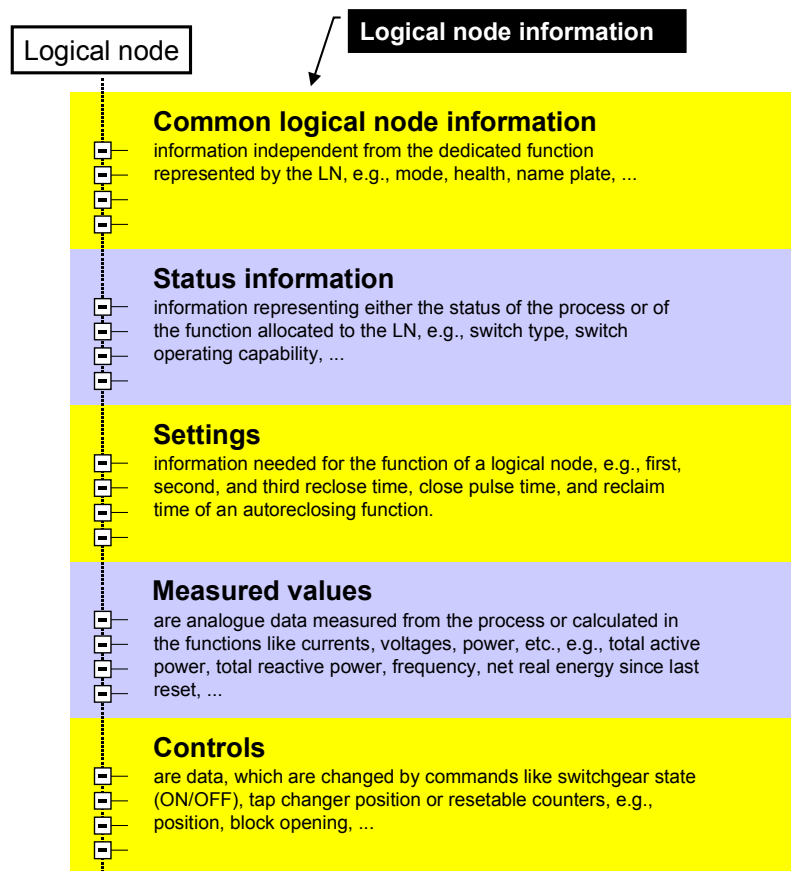 Logical node information
Logical node
Common logical node information
information independent from the dedicated function
represented by the LN, e.g., mode, health, name plate, ...
Status information
information representing either the status of the process or of
the function allocated to the LN, e.g., switch type, switch
operating capability, ...
Settings
information needed for the function of a logical node, e.g., first,
second, and third reclose time, close pulse time, and reclaim
time of an autoreclosing function.
Measured values
are analogue data measured from the process or calculated in
the functions like currents, voltages, power, etc., e.g., total active
power, total reactive power, frequency, net real energy since last
reset, ...
Controls
are data, which are changed by commands like switchgear state
(ON/OFF), tap changer position or resetable counters, e.g.,
position, block opening, ...